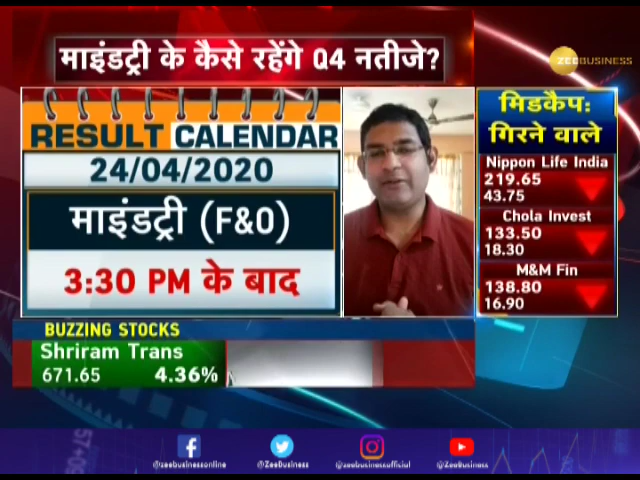 माइंडट्री के कैसे रहेंगे Q4 नतीजे?
ZEEBUSINESS
RESULT CALENDAR
24/04/2020
माइंडट्री (F&O)
3:30 PM के बाद
मिडकैप:
गिरने वाले
Nippon Life India
219.65
43.75
Chola Invest
133.50
18.30
M&M Fin
138.80
16.90
BUZZING STOCKS
Shriram Trans
671.65 4.36%
@zeebusinessonline
@ZeeBusiness
@zeebusinessofficial
@ZeeBusiness